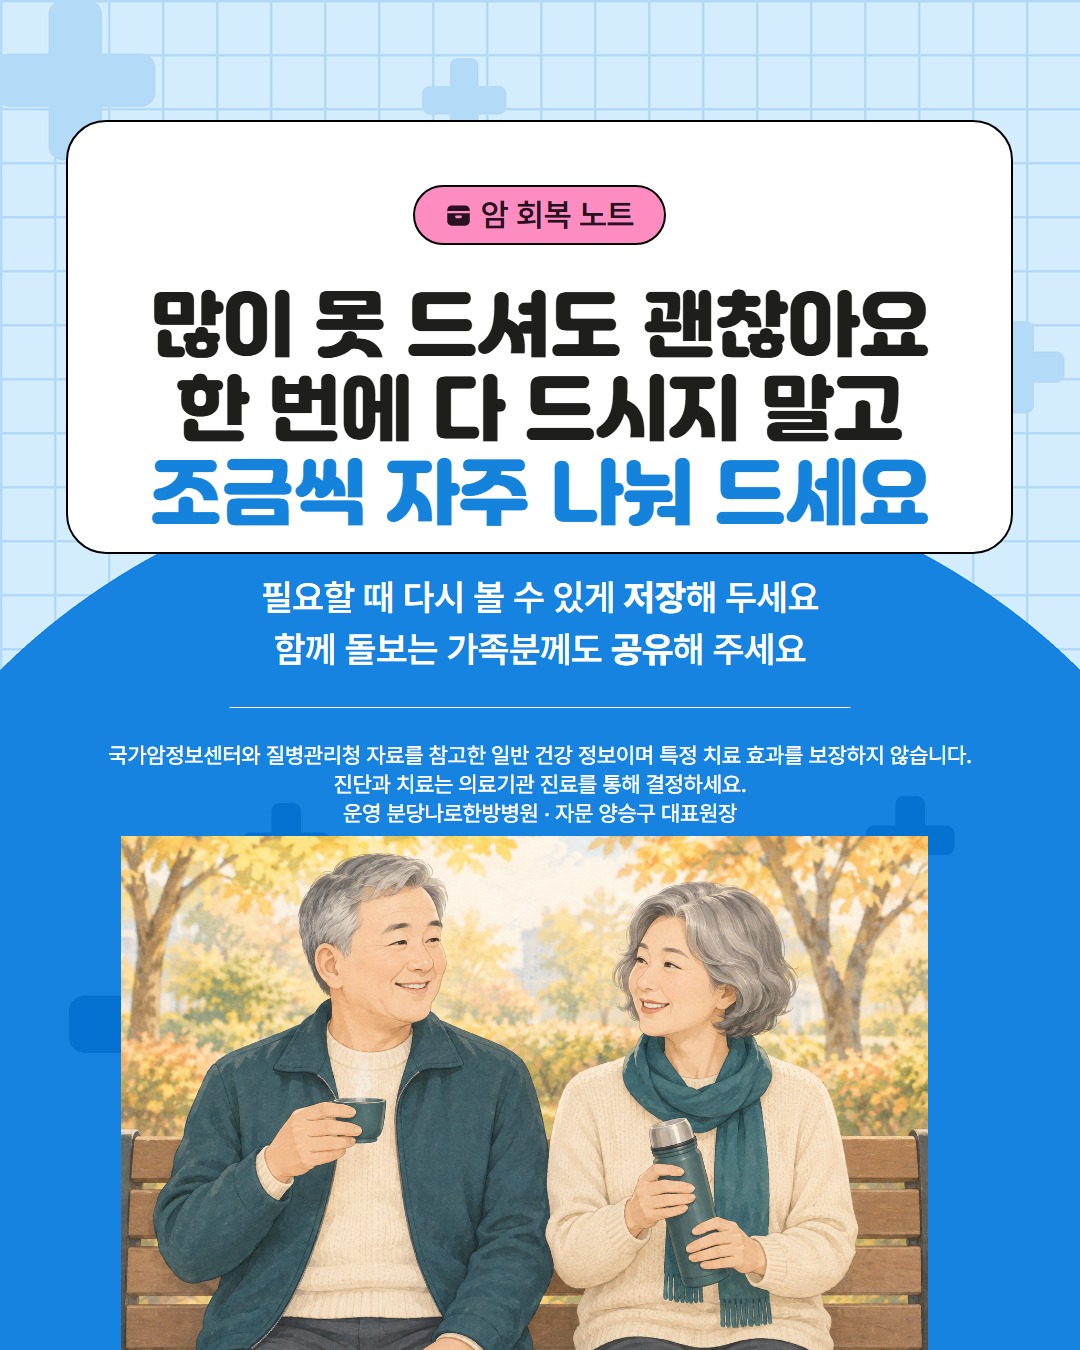 암 회복 노트
많이 못 드셔도 괜찮아요
한 번에 다 드시지 말고
조금씩 자주 나눠 드세요
필요할 때 다시 볼 수 있게 저장해 두세요
함께 돌보는 가족분께도 공유해 주세요
국가암정보센터와 질병관리청 자료를 참고한 일반 건강 정보이며 특정 치료 효과를 보장하지 않습니다.
진단과 치료는 의료기관 진료를 통해 결정하세요.
운영 분당나로한방병원 · 자문 양승구 대표원장